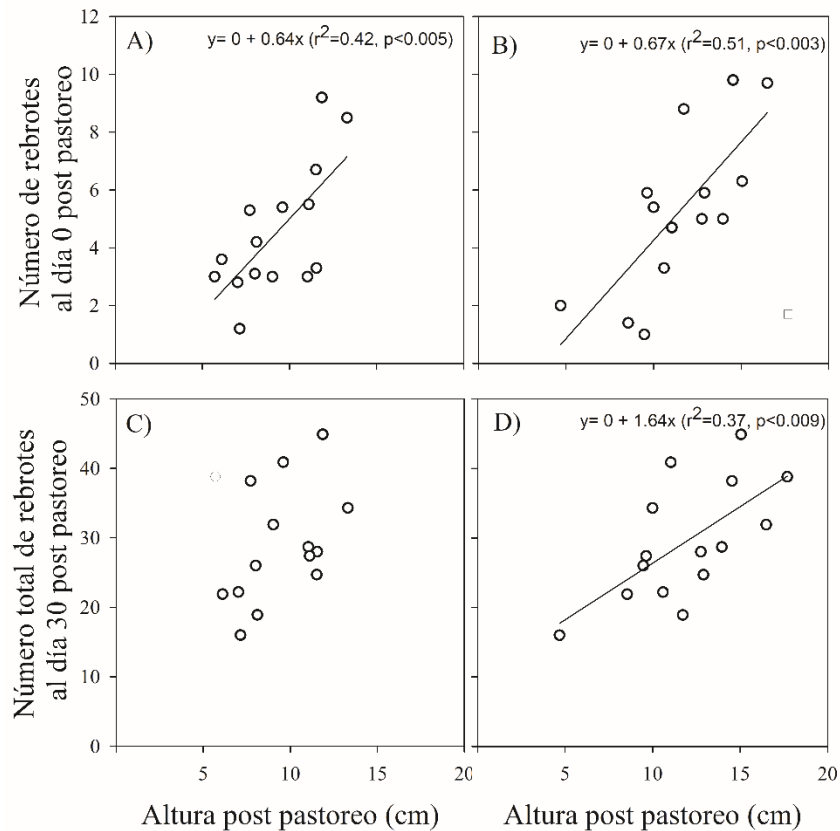 A)
y= 0 + 0.64x (r²=0.42, p<0.005)
B)
y= 0 + 0.67x (r²=0.51, p<0.003)
Número de rebrotes
al día 0 post pastoreo
12
10
8
6
4
2
0
C)
D)
y= 0 + 1.64x (r²=0.37, p<0.009)
Número total de rebrotes
al día 30 post pastoreo
50
40
30
20
10
0
5
10
15
20
5
10
15
20
Altura post pastoreo (cm)
Altura post pastoreo (cm)